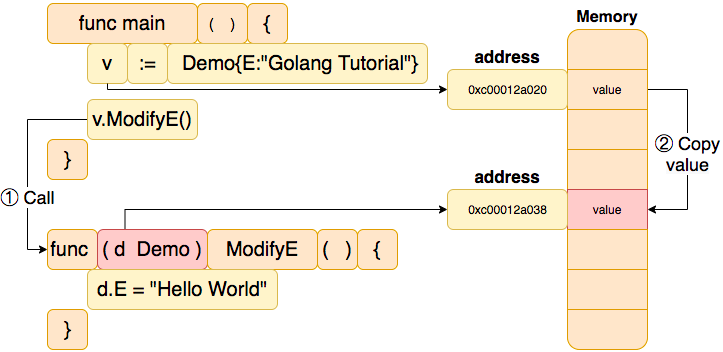 func main ( ) {
Memory
v := Demo{E:"Golang Tutorial"}
address
0xc00012a020 value
v.ModifyE()
② Copy
value
}
address
① Call
0xc00012a038 value
func ( d Demo ) ModifyE ( ) {
d.E = "Hello World"
}